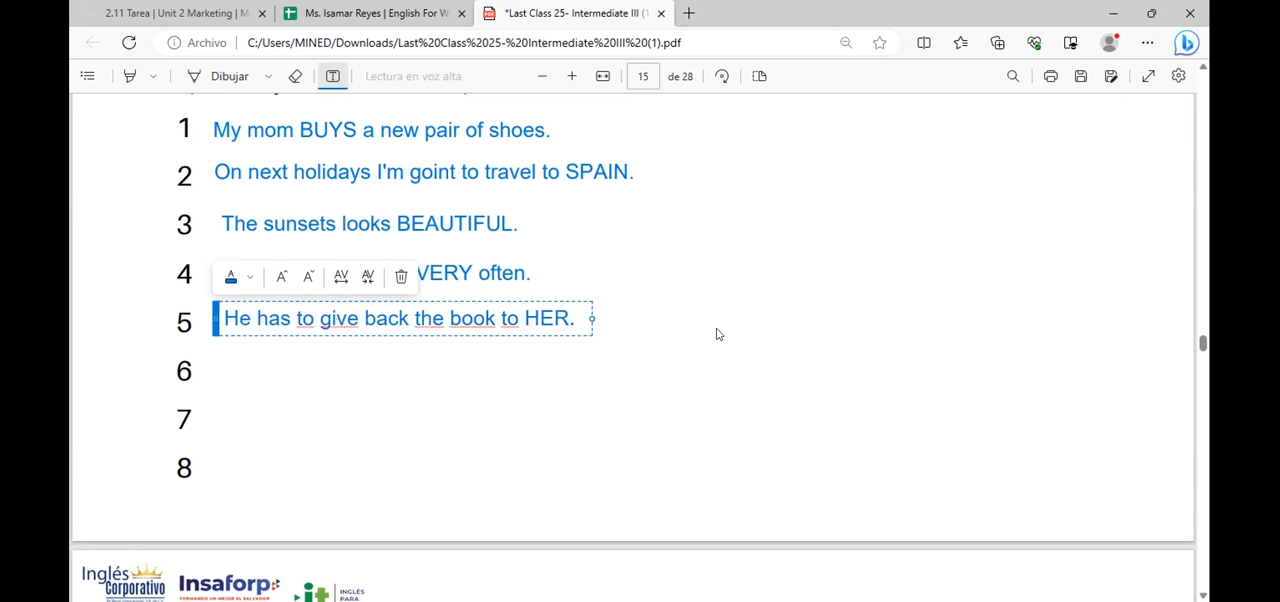 2.11 Tarea | Unit 2 Marketing | M
Ms. Isamar Reyes | English For W
*Last Class 25- Intermediate III (1
Archivo
C:/Users/MINED/Downloads/Last%20Class%2025-%20Intermediate%20III%20(1).pdf
Dibujar
Lectura en voz alta
15
de 28
1 My mom BUYS a new pair of shoes.
2 On next holidays I'm goint to travel to SPAIN.
3 The sunsets looks BEAUTIFUL.
4 VERY often.
5 He has to give back the book to HER.
6
7
8
Inglés
Corporativo
Insaforp
FORMANDO UN MEJOR EL SALVADOR
it
INGLÉS
PARA